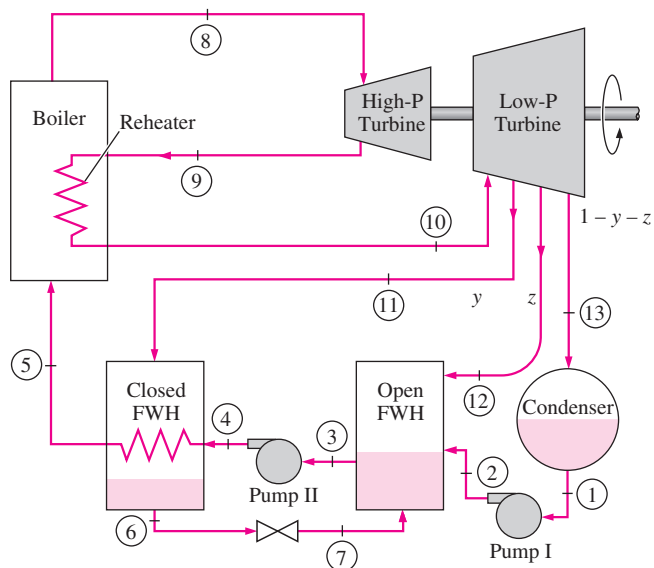 8
High-P
Turbine
Low-P
Turbine
Boiler
Reheater
9
10
1 – y – z
11
y
z
13
5
Closed
FWH
4
3
Open
FWH
12
Condenser
2
1
Pump II
Pump I
6
7